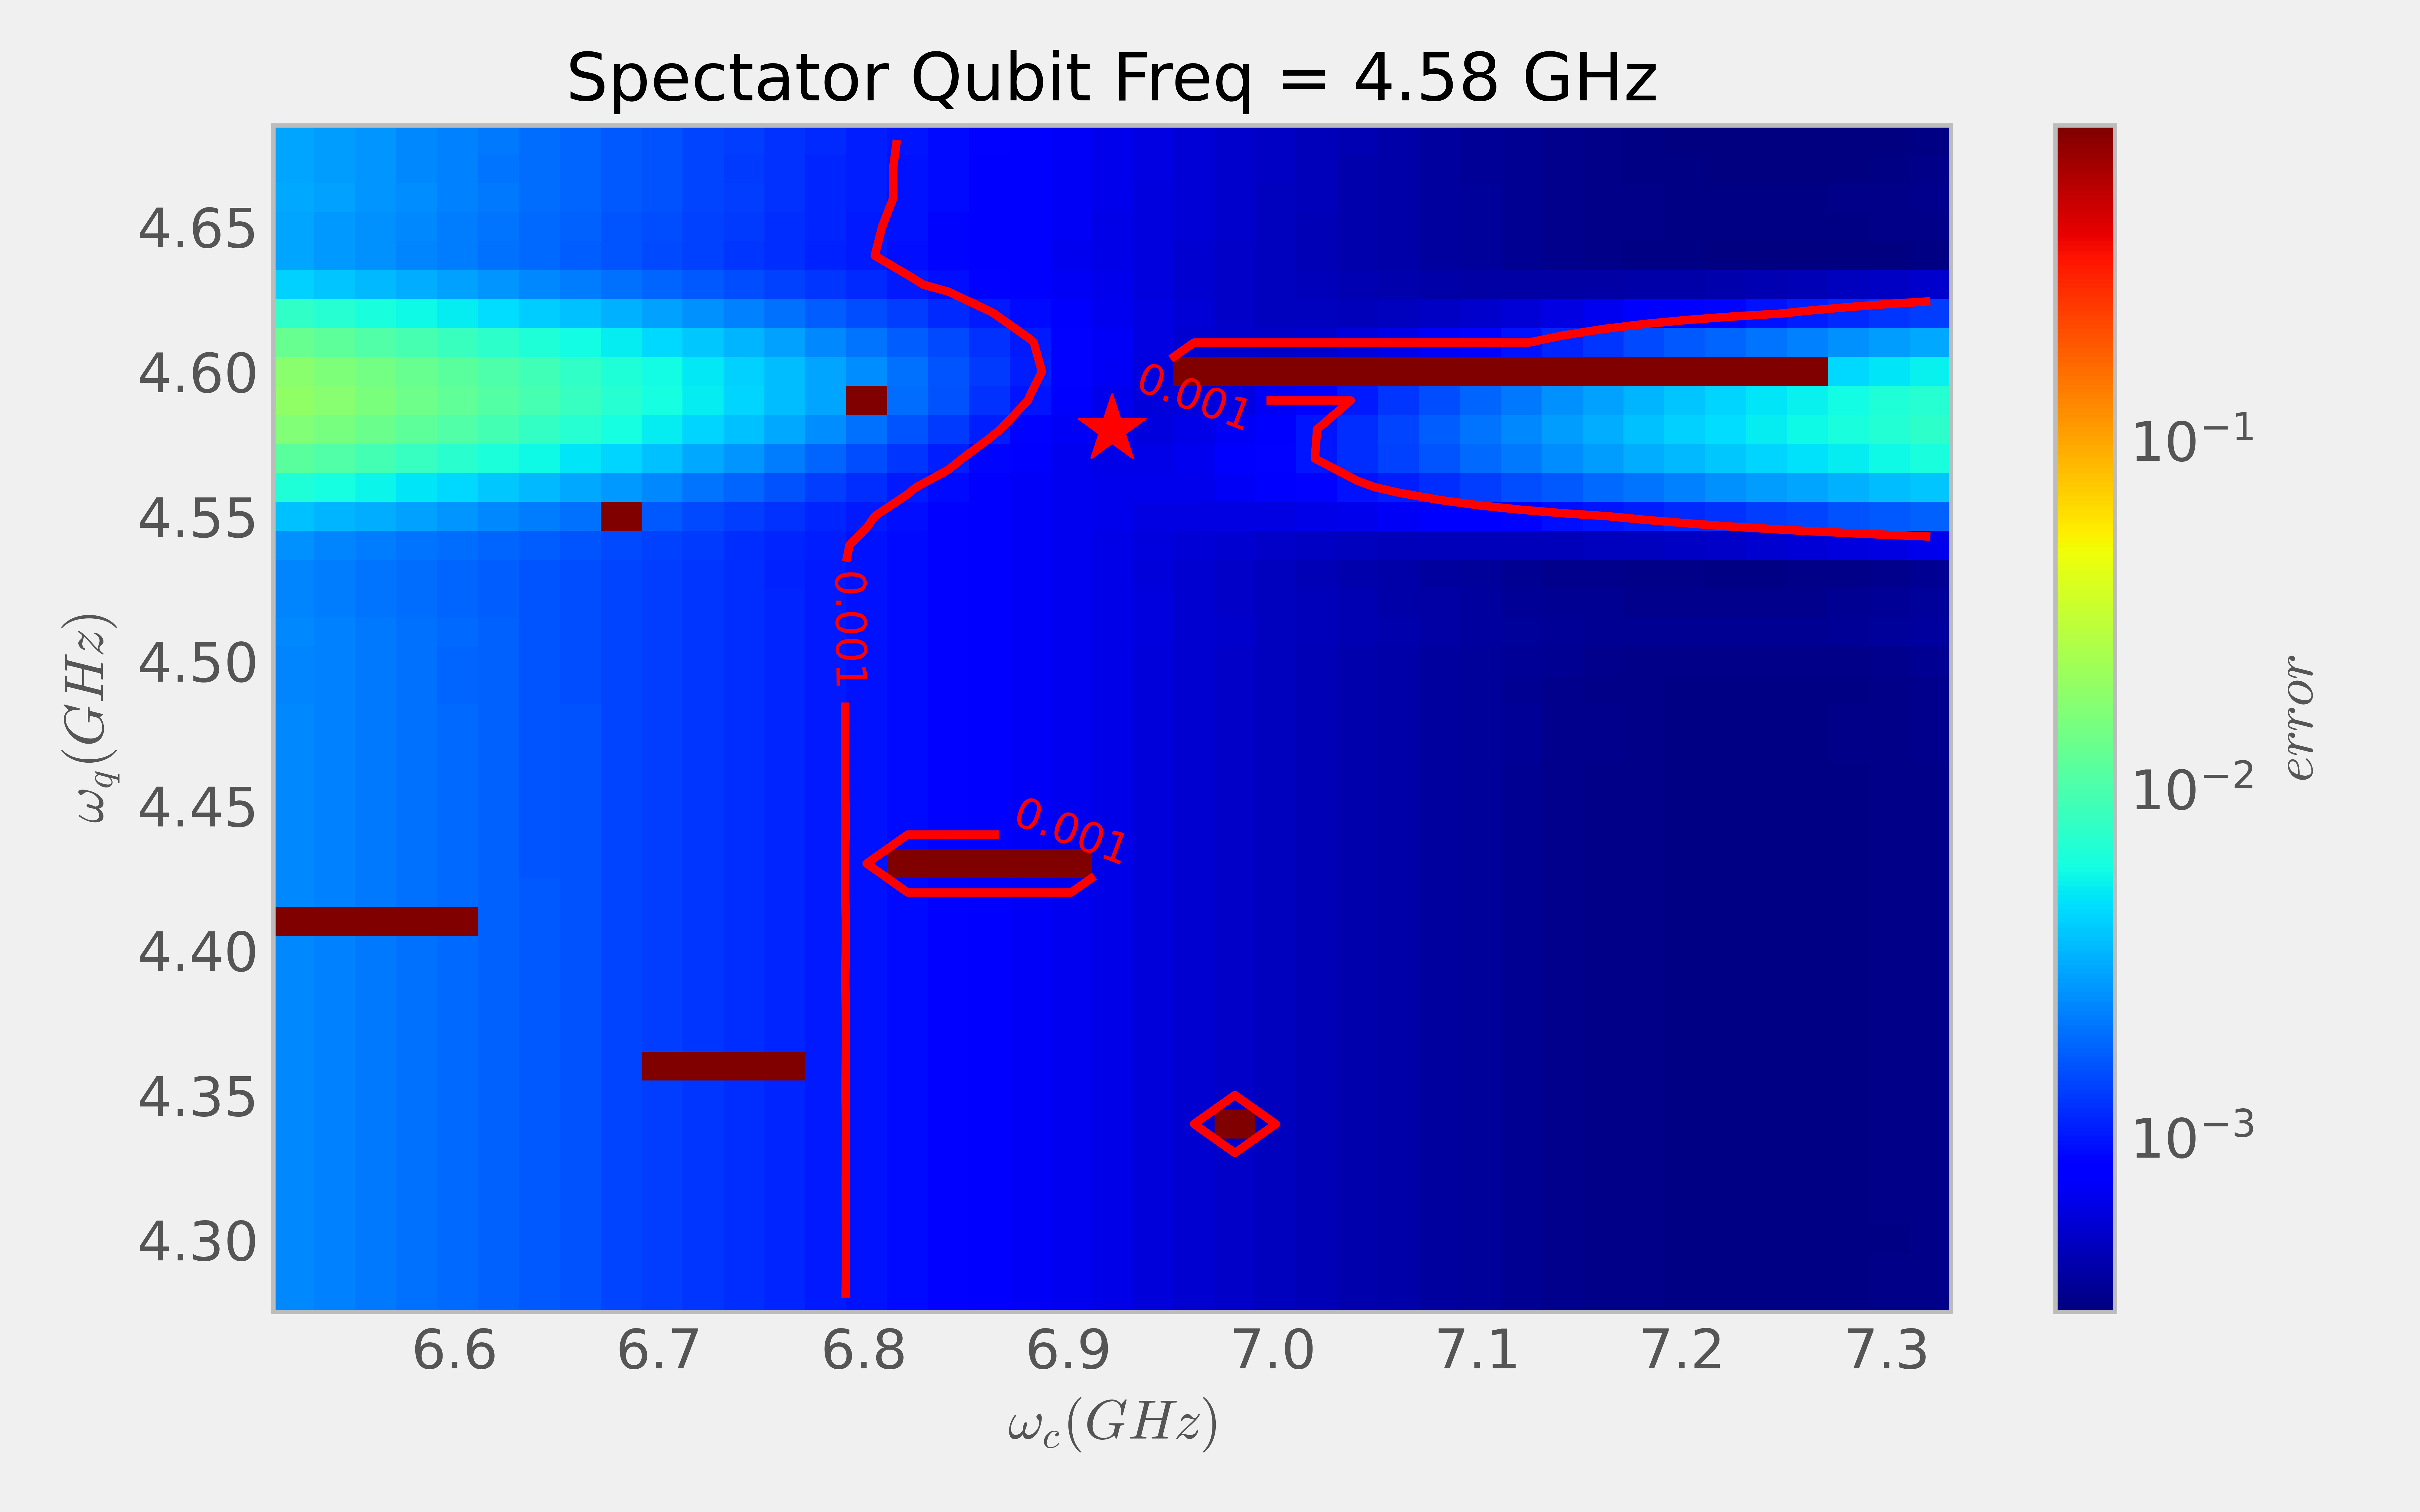 Spectator Qubit Freq = 4.58 GHz
4.65
4.60
4.55
4.50
4.45
4.40
4.35
4.30
ω_q(GHz)
0.001
0.001
0.001
6.6 6.7 6.8 6.9 7.0 7.1 7.2 7.3
ω_c(GHz)
10⁻¹
10⁻²
10⁻³
error